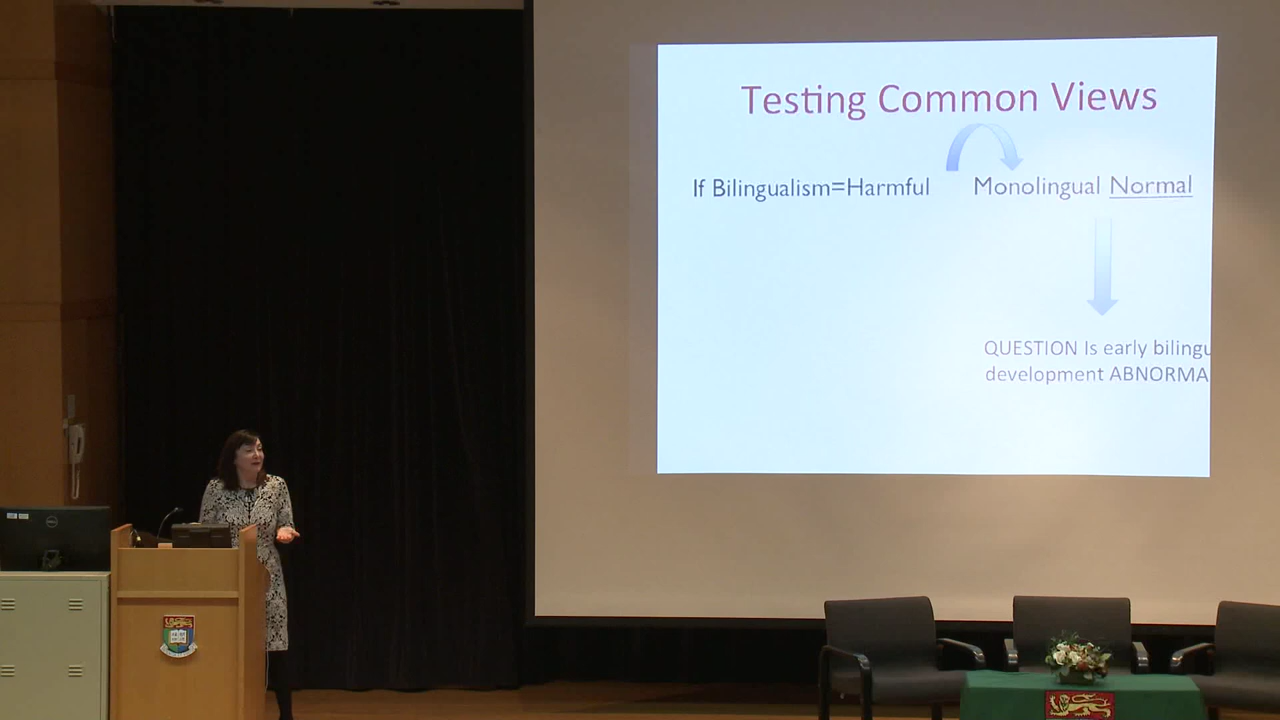 Testing Common Views
If Bilingualism=Harmful Monolingual Normal
QUESTION Is early bilingu
development ABNORMA